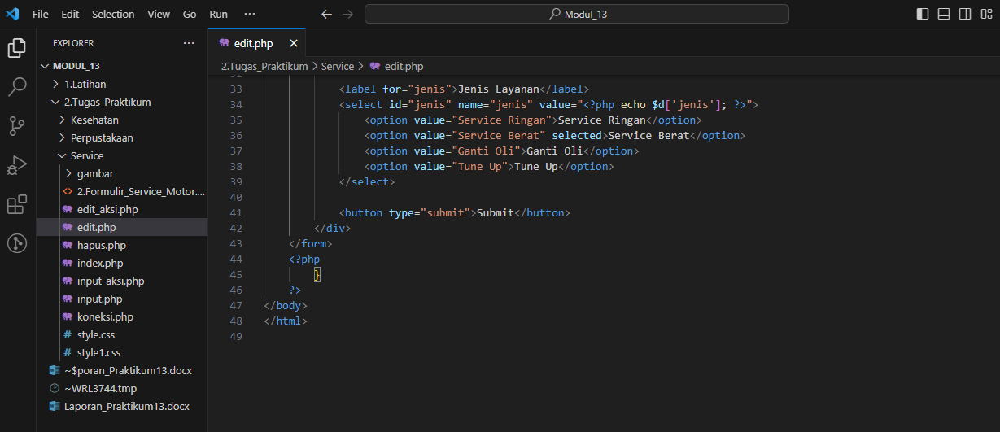 File Edit Selection View Go Run ··· ← → Modul_13
EXPLORER ···
MODUL_13
1.Latihan
2.Tugas_Praktikum
Kesehatan
Perpustakaan
Service
gambar
<> 2.Formulir_Service_Motor....
edit_aksi.php
edit.php
hapus.php
index.php
input_aksi.php
input.php
koneksi.php
# style.css
# style1.css
~$poran_Praktikum13.docx
~WRL3744.tmp
Laporan_Praktikum13.docx
edit.php ×
2.Tugas_Praktikum > Service > edit.php
32
33 <label for="jenis">Jenis Layanan</label>
34 <select id="jenis" name="jenis" value="<?php echo $d['jenis']; ?>">
35 <option value="Service Ringan">Service Ringan</option>
36 <option value="Service Berat" selected>Service Berat</option>
37 <option value="Ganti Oli">Ganti Oli</option>
38 <option value="Tune Up">Tune Up</option>
39 </select>
40
41 <button type="submit">Submit</button>
42 </div>
43 </form>
44 <?php
45 }
46 ?>
47 </body>
48 </html>
49